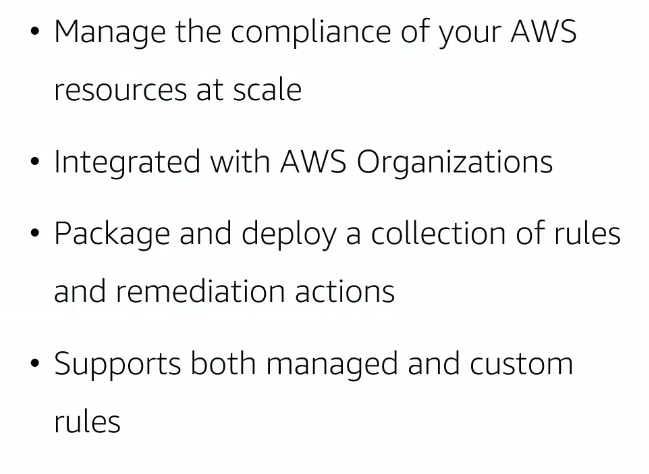 • Manage the compliance of your AWS
resources at scale
• Integrated with AWS Organizations
• Package and deploy a collection of rules
and remediation actions
• Supports both managed and custom
rules